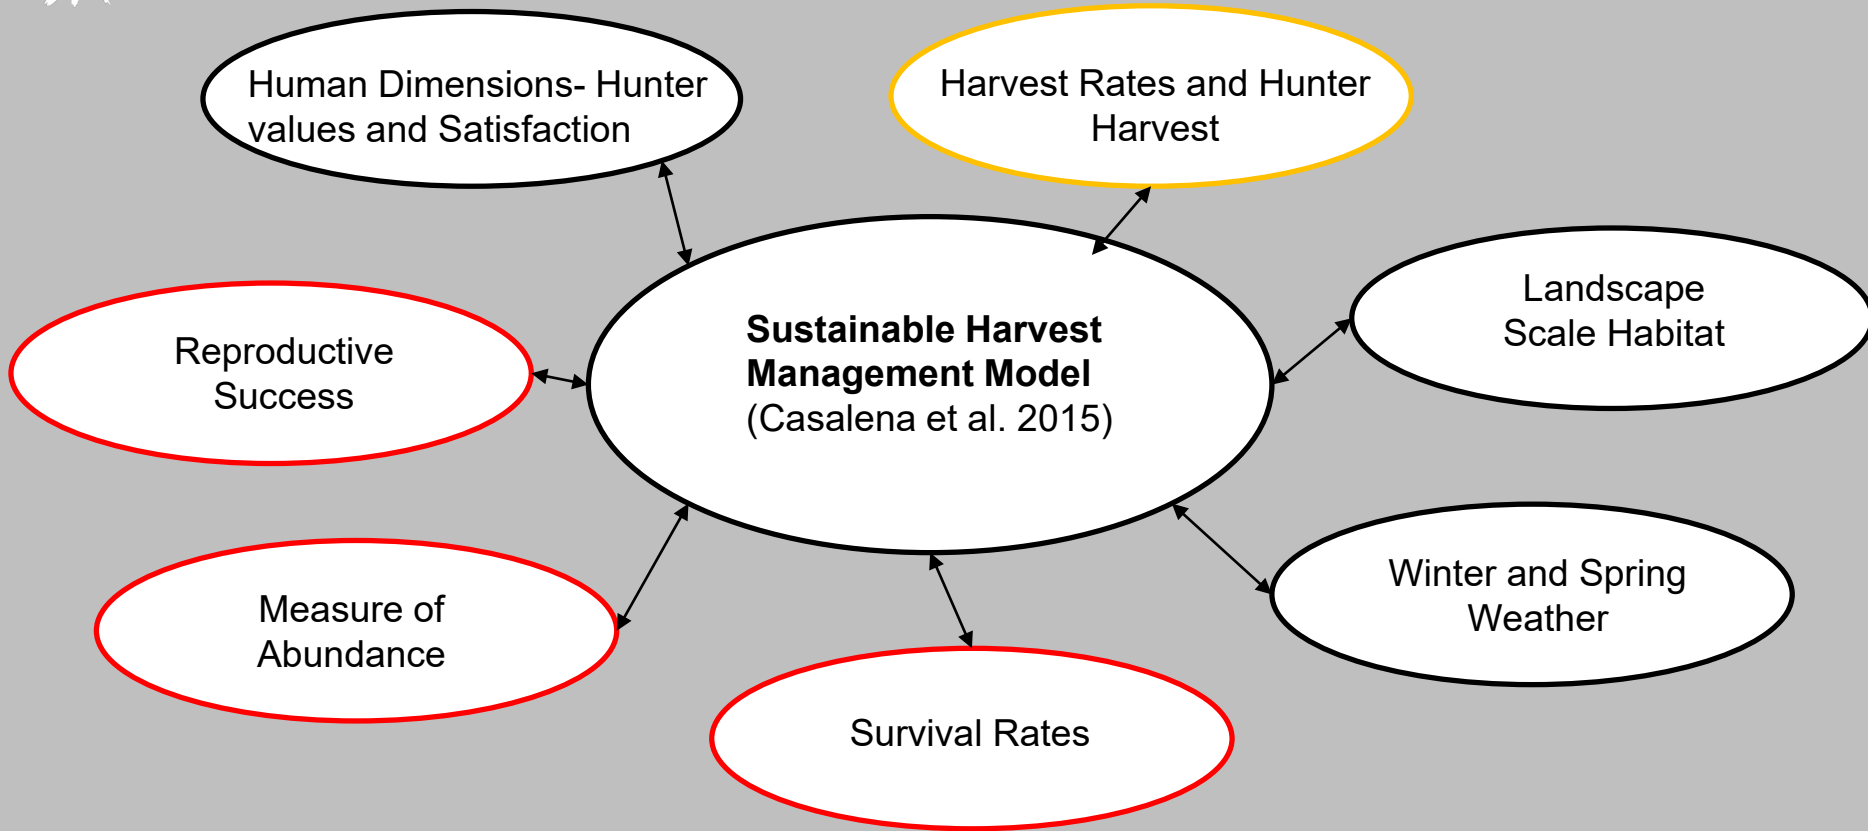 Human Dimensions- Hunter
values and Satisfaction
Harvest Rates and Hunter
Harvest
Landscape
Scale Habitat
Sustainable Harvest
Management Model
(Casalena et al. 2015)
Reproductive
Success
Winter and Spring
Weather
Measure of
Abundance
Survival Rates